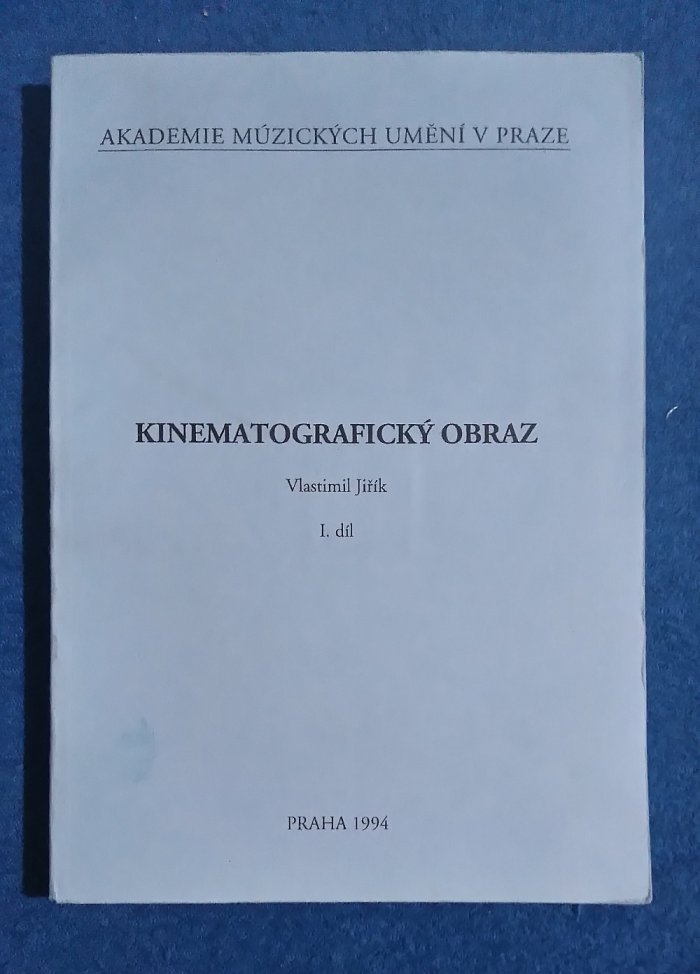 AKADEMIE MÚZICKÝCH UMĚNÍ V PRAZE
KINEMATOGRAFICKÝ OBRAZ
Vlastimil Jiřík
I. díl
PRAHA 1994